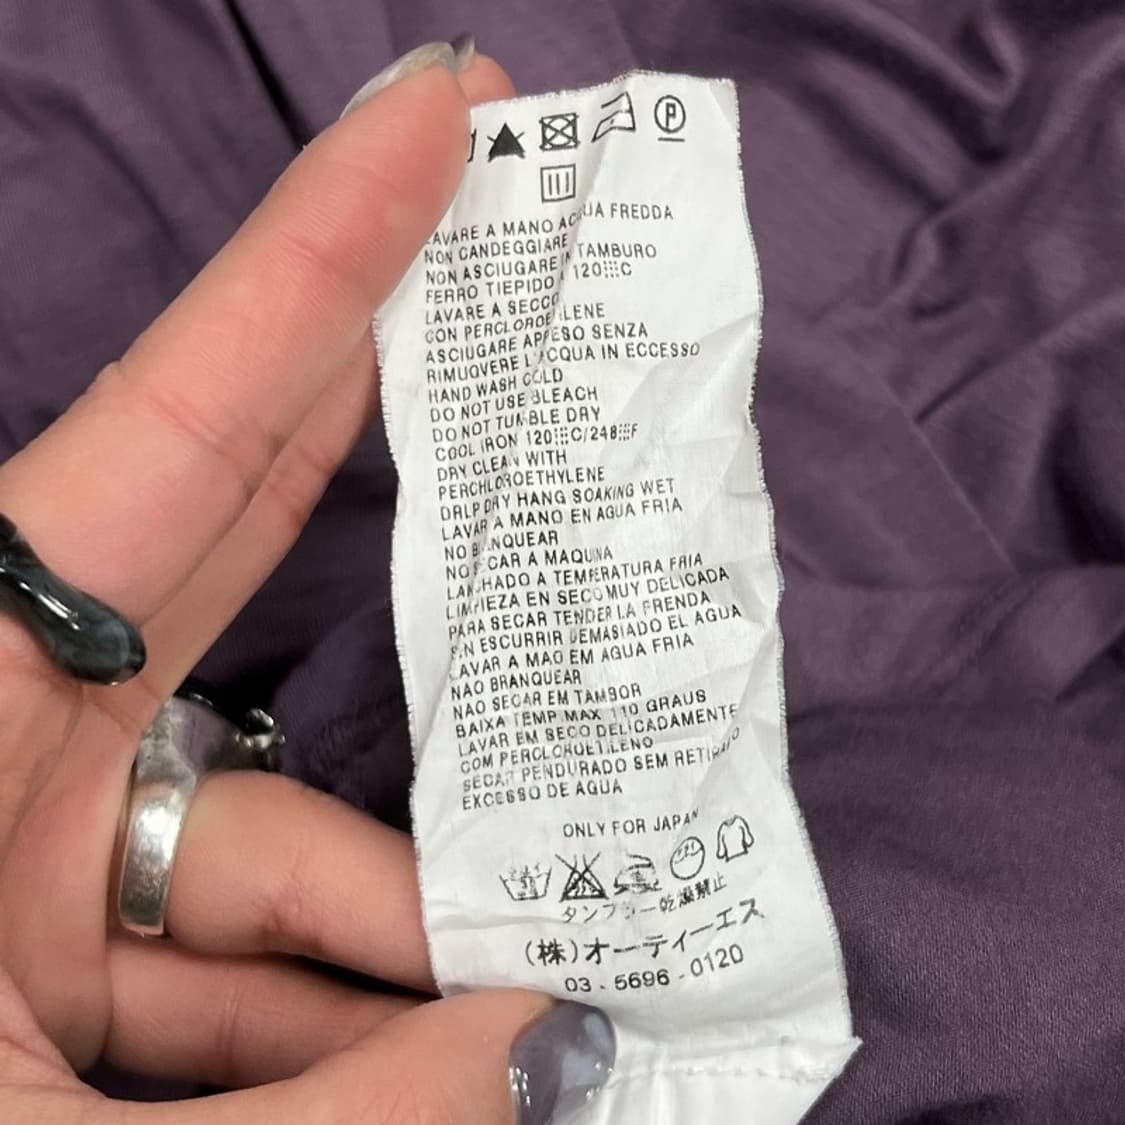 P
LAVARE A MANO ACQUA FREDDA
NON CANDEGGIARE
NON ASCIUGARE IN TAMBURO
FERRO TIEPIDO 120C
LAVARE A SECCO
CON PERCLOROETILENE
ASCIUGARE APPESO SENZA
RIMUOVERE L'ACQUA IN ECCESSO
HAND WASH COLD
DO NOT USE BLEACH
DO NOT TUMBLE DRY
COOL IRON 120C/248F
DRY CLEAN WITH
PERCHLOROETHYLENE
DRLP DRY HANG SOAKING WET
LAVAR A MANO EN AGUA FRIA
NO BLANQUEAR
NO SECAR A MAQUINA
LANCHADO A TEMPERATURA FRIA
LIMPIEZA EN SECO MUY DELICADA
PARA SECAR TENDER LA FRENDA
SIN ESCURRIR DEMASIADO EL AGUA
LAVAR A MAO EM AGUA FRIA
NAO BRANQUEAR
NAO SECAR EM TAMBOR
BAIXA TEMP MAX 110 GRAUS
LAVAR EM SECO DELICADAMENTE
COM PERCLOROETILENO
SECAR PENDURADO SEM RETIRAR O
EXCESSO DE AGUA
ONLY FOR JAPAN
タンブラー乾燥禁止
(株)オーティーエス
03-5696-0120